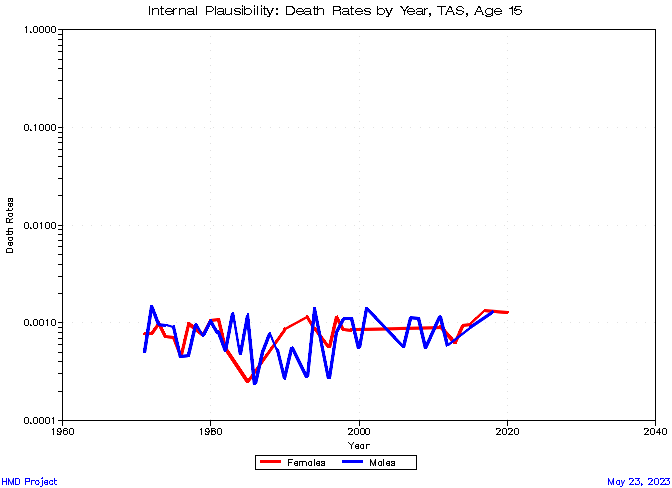 Internal Plausibility: Death Rates by Year, TAS, Age 15
1.0000
0.1000
0.0100
0.0010
0.0001
Death Rates
1960 1980 2000 2020 2040
Year
Females Males
HMD Project May 23, 2023